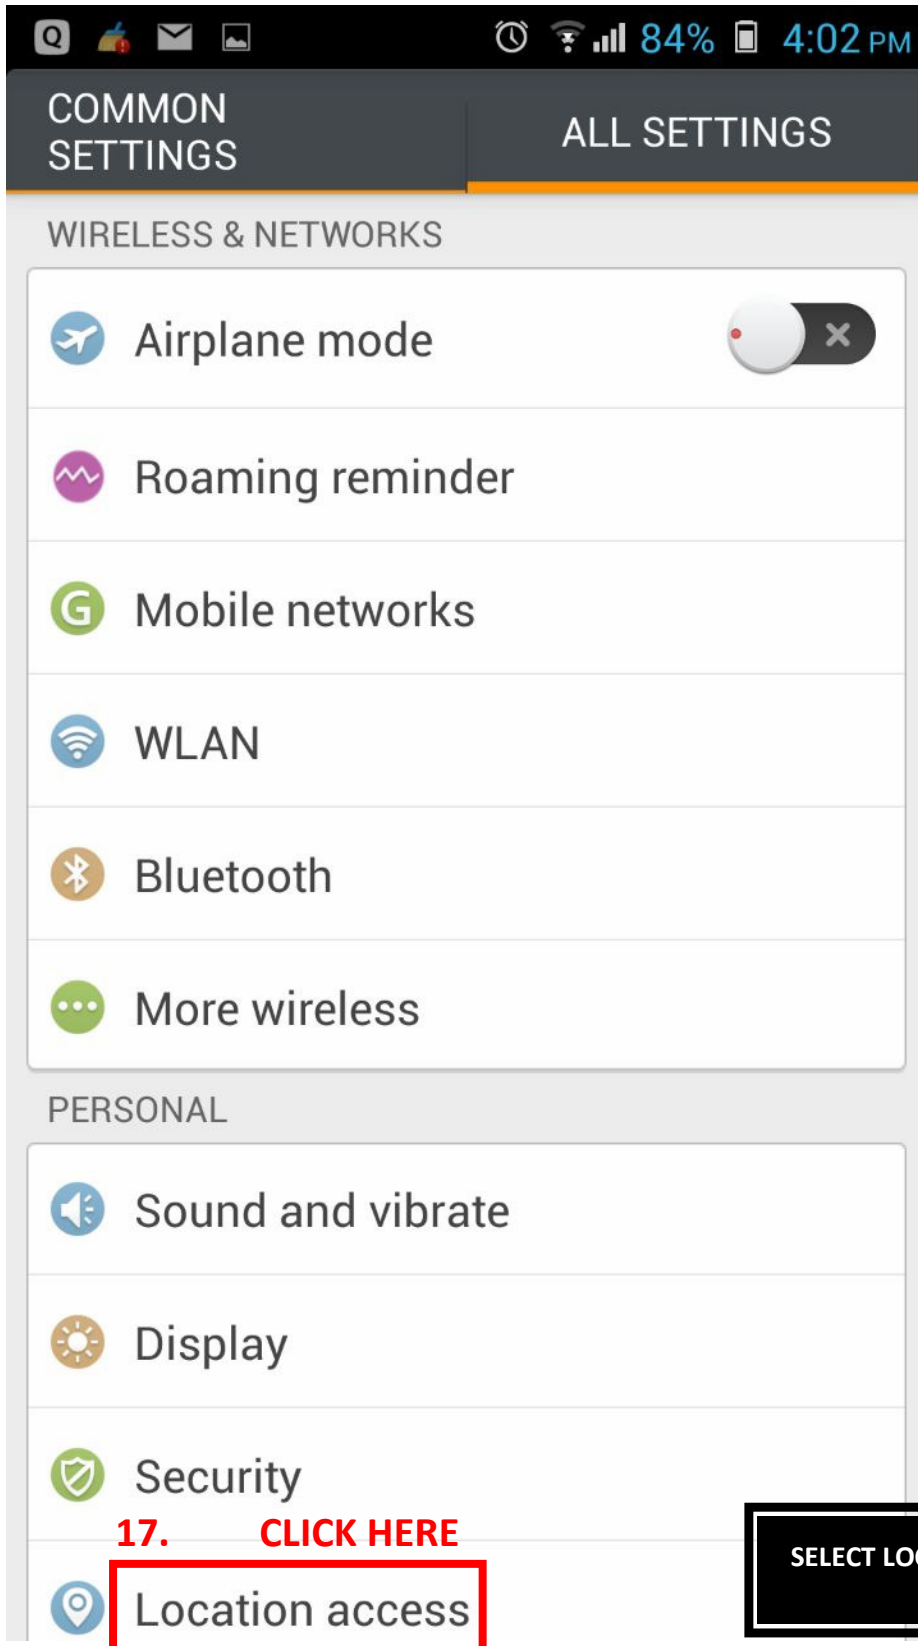 84% 4:02 PM
COMMON
SETTINGS
ALL SETTINGS
WIRELESS & NETWORKS
Airplane mode
Roaming reminder
Mobile networks
WLAN
Bluetooth
More wireless
PERSONAL
Sound and vibrate
Display
Security
17. CLICK HERE
SELECT
Location access